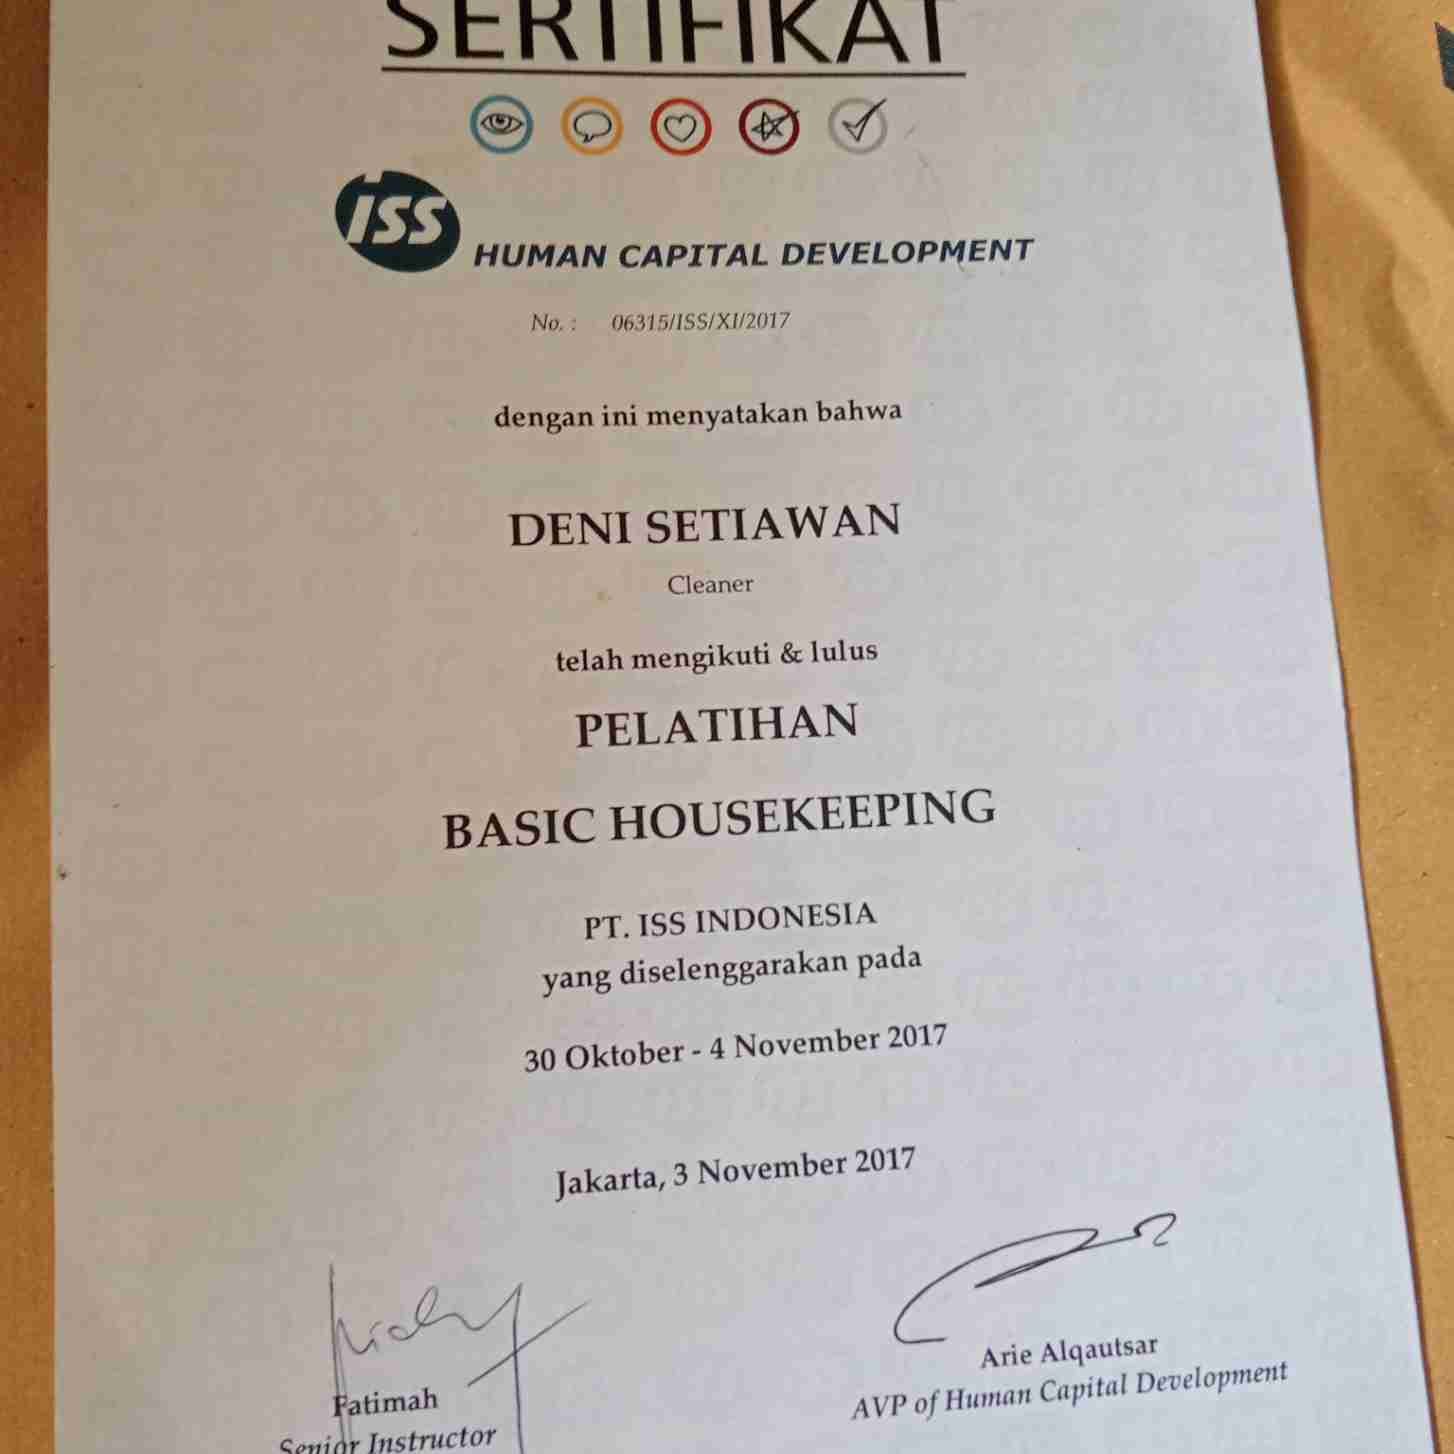 SERTIFIKAT
ISS
HUMAN CAPITAL DEVELOPMENT
No. : 06315/ISS/XI/2017
dengan ini menyatakan bahwa
DENI SETIAWAN
Cleaner
telah mengikuti & lulus
PELATIHAN
BASIC HOUSEKEEPING
PT. ISS INDONESIA
yang diselenggarakan pada
30 Oktober - 4 November 2017
Jakarta, 3 November 2017
Fatimah
Senior Instructor
Arie Alqautsar
AVP of Human Capital Development